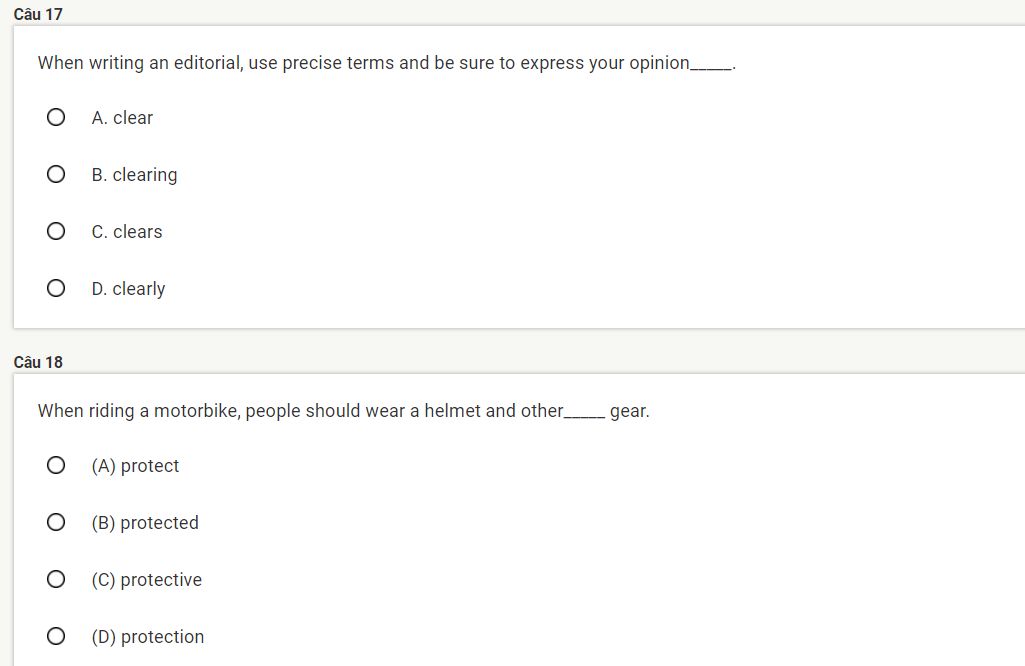 Câu 17
When writing an editorial, use precise terms and be sure to express your opinion_____.
A. clear
B. clearing
C. clears
D. clearly
Câu 18
When riding a motorbike, people should wear a helmet and other_____ gear.
(A) protect
(B) protected
(C) protective
(D) protection